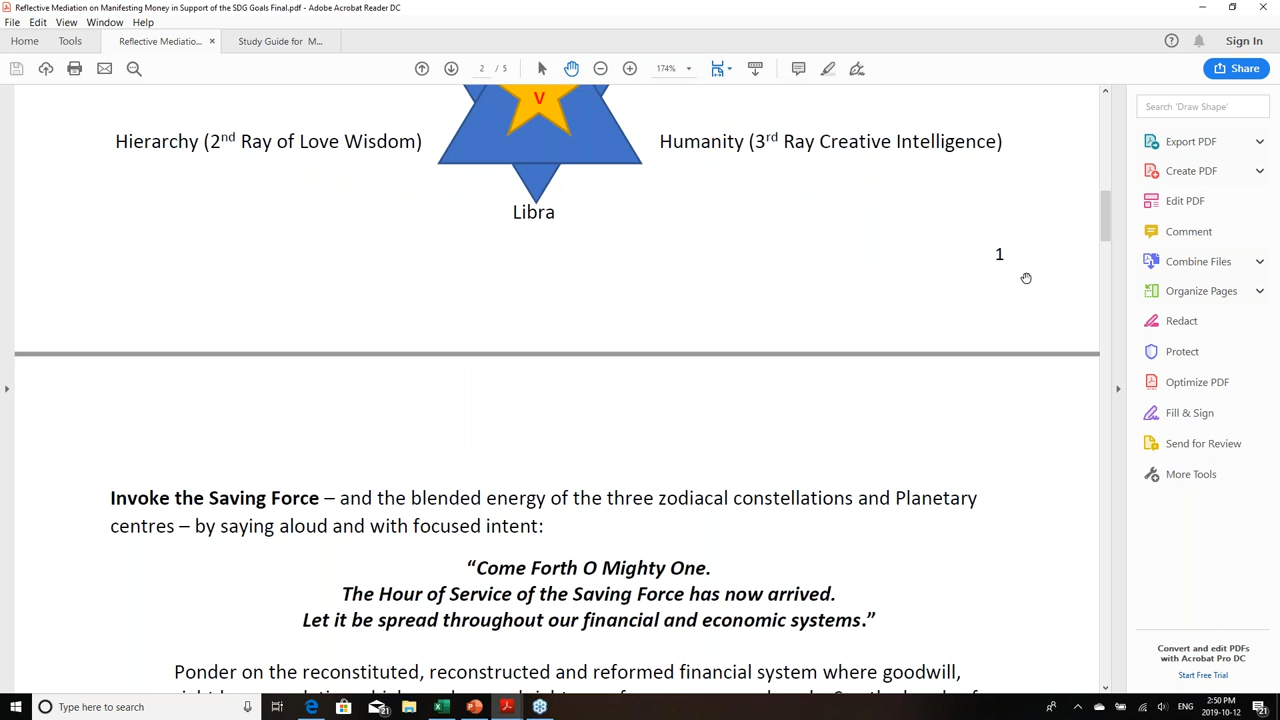 Reflective Mediation on Manifesting Money in Support of the SDG Goals Final.pdf - Adobe Acrobat Reader DC
File Edit View Window Help
Home Tools Reflective Mediatio... × Study Guide for M... Sign In
2 / 5 174% Share
V
Hierarchy (2nd Ray of Love Wisdom) Humanity (3rd Ray Creative Intelligence)
Libra
1
Invoke the Saving Force – and the blended energy of the three zodiacal constellations and Planetary
centres – by saying aloud and with focused intent:
“Come Forth O Mighty One.
The Hour of Service of the Saving Force has now arrived.
Let it be spread throughout our financial and economic systems.”
Ponder on the reconstituted, reconstructed and reformed financial system where goodwill,
Search 'Draw Shape'
Export PDF
Create PDF
Edit PDF
Comment
Combine Files
Organize Pages
Redact
Protect
Optimize PDF
Fill & Sign
Send for Review
More Tools
Convert and edit PDFs
with Acrobat Pro DC
Start Free Trial
Type here to search
21
ENG
2:50 PM
2019-10-12
21